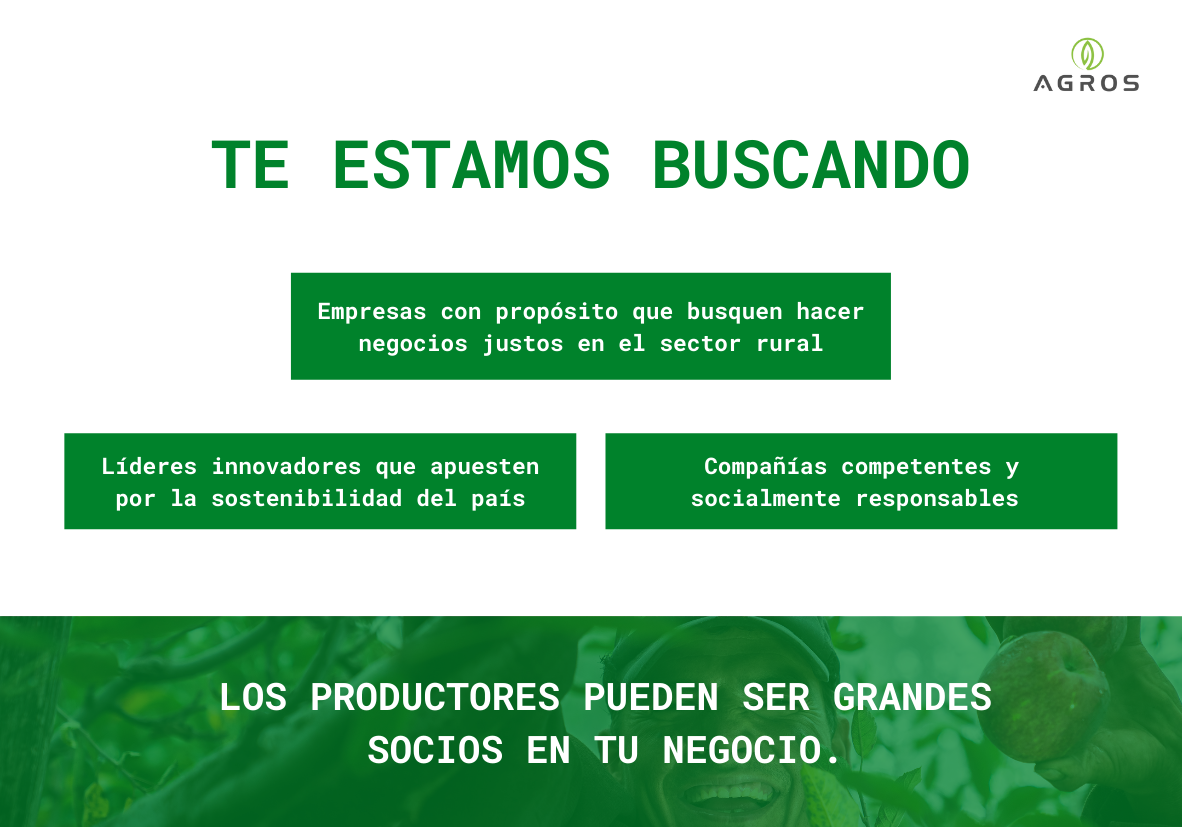 AGROS
TE ESTAMOS BUSCANDO
Empresas con propósito que busquen hacer
negocios justos en el sector rural
Líderes innovadores que apuesten
por la sostenibilidad del país
Compañías competentes y
socialmente responsables
LOS PRODUCTORES PUEDEN SER GRANDES
SOCIOS EN TU NEGOCIO.